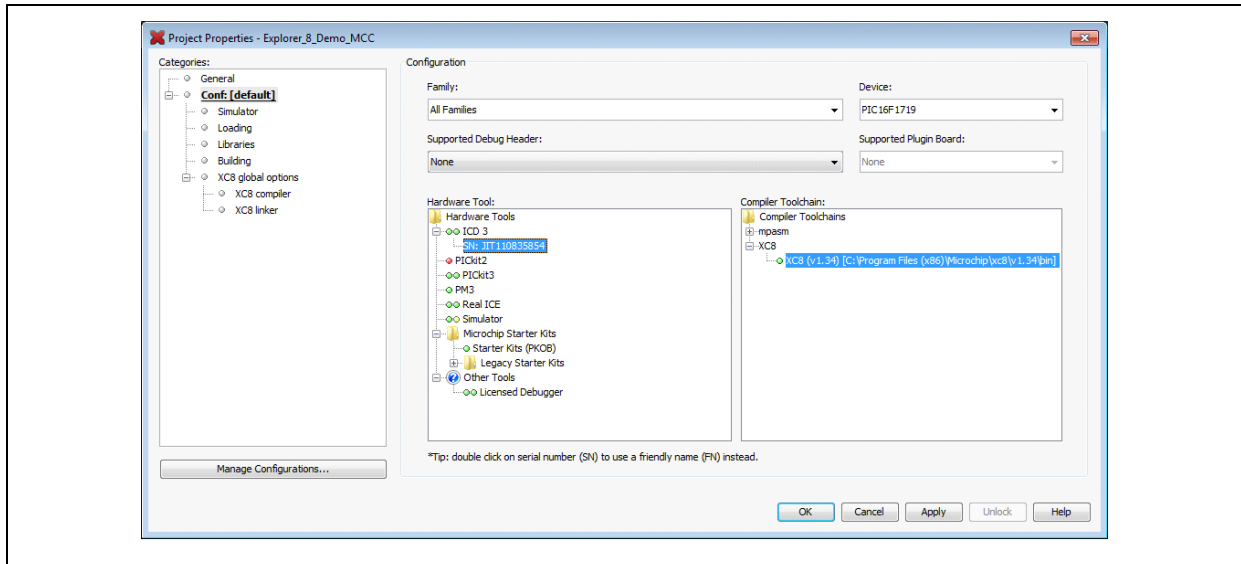 Project Properties - Explorer_8_Demo_MCC
Categories:
General
Conf: [default]
Simulator
Loading
Libraries
Building
XC8 global options
XC8 compiler
XC8 linker
Manage Configurations...
Configuration
Family:
All Families
Device:
PIC16F1719
Supported Debug Header:
None
Supported Plugin Board:
None
Hardware Tool:
Hardware Tools
ICD 3
SN: JIT110835854
PICkit2
PICkit3
PM3
Real ICE
Simulator
Microchip Starter Kits
Starter Kits (PKOB)
Legacy Starter Kits
Other Tools
Licensed Debugger
Compiler Toolchain:
Compiler Toolchains
mpasm
XC8
XC8 (v1.34) [C:\Program Files (x86)\Microchip\xc8\v1.34\bin]
*Tip: double click on serial number (SN) to use a friendly name (FN) instead.
OK Cancel Apply Unlock Help